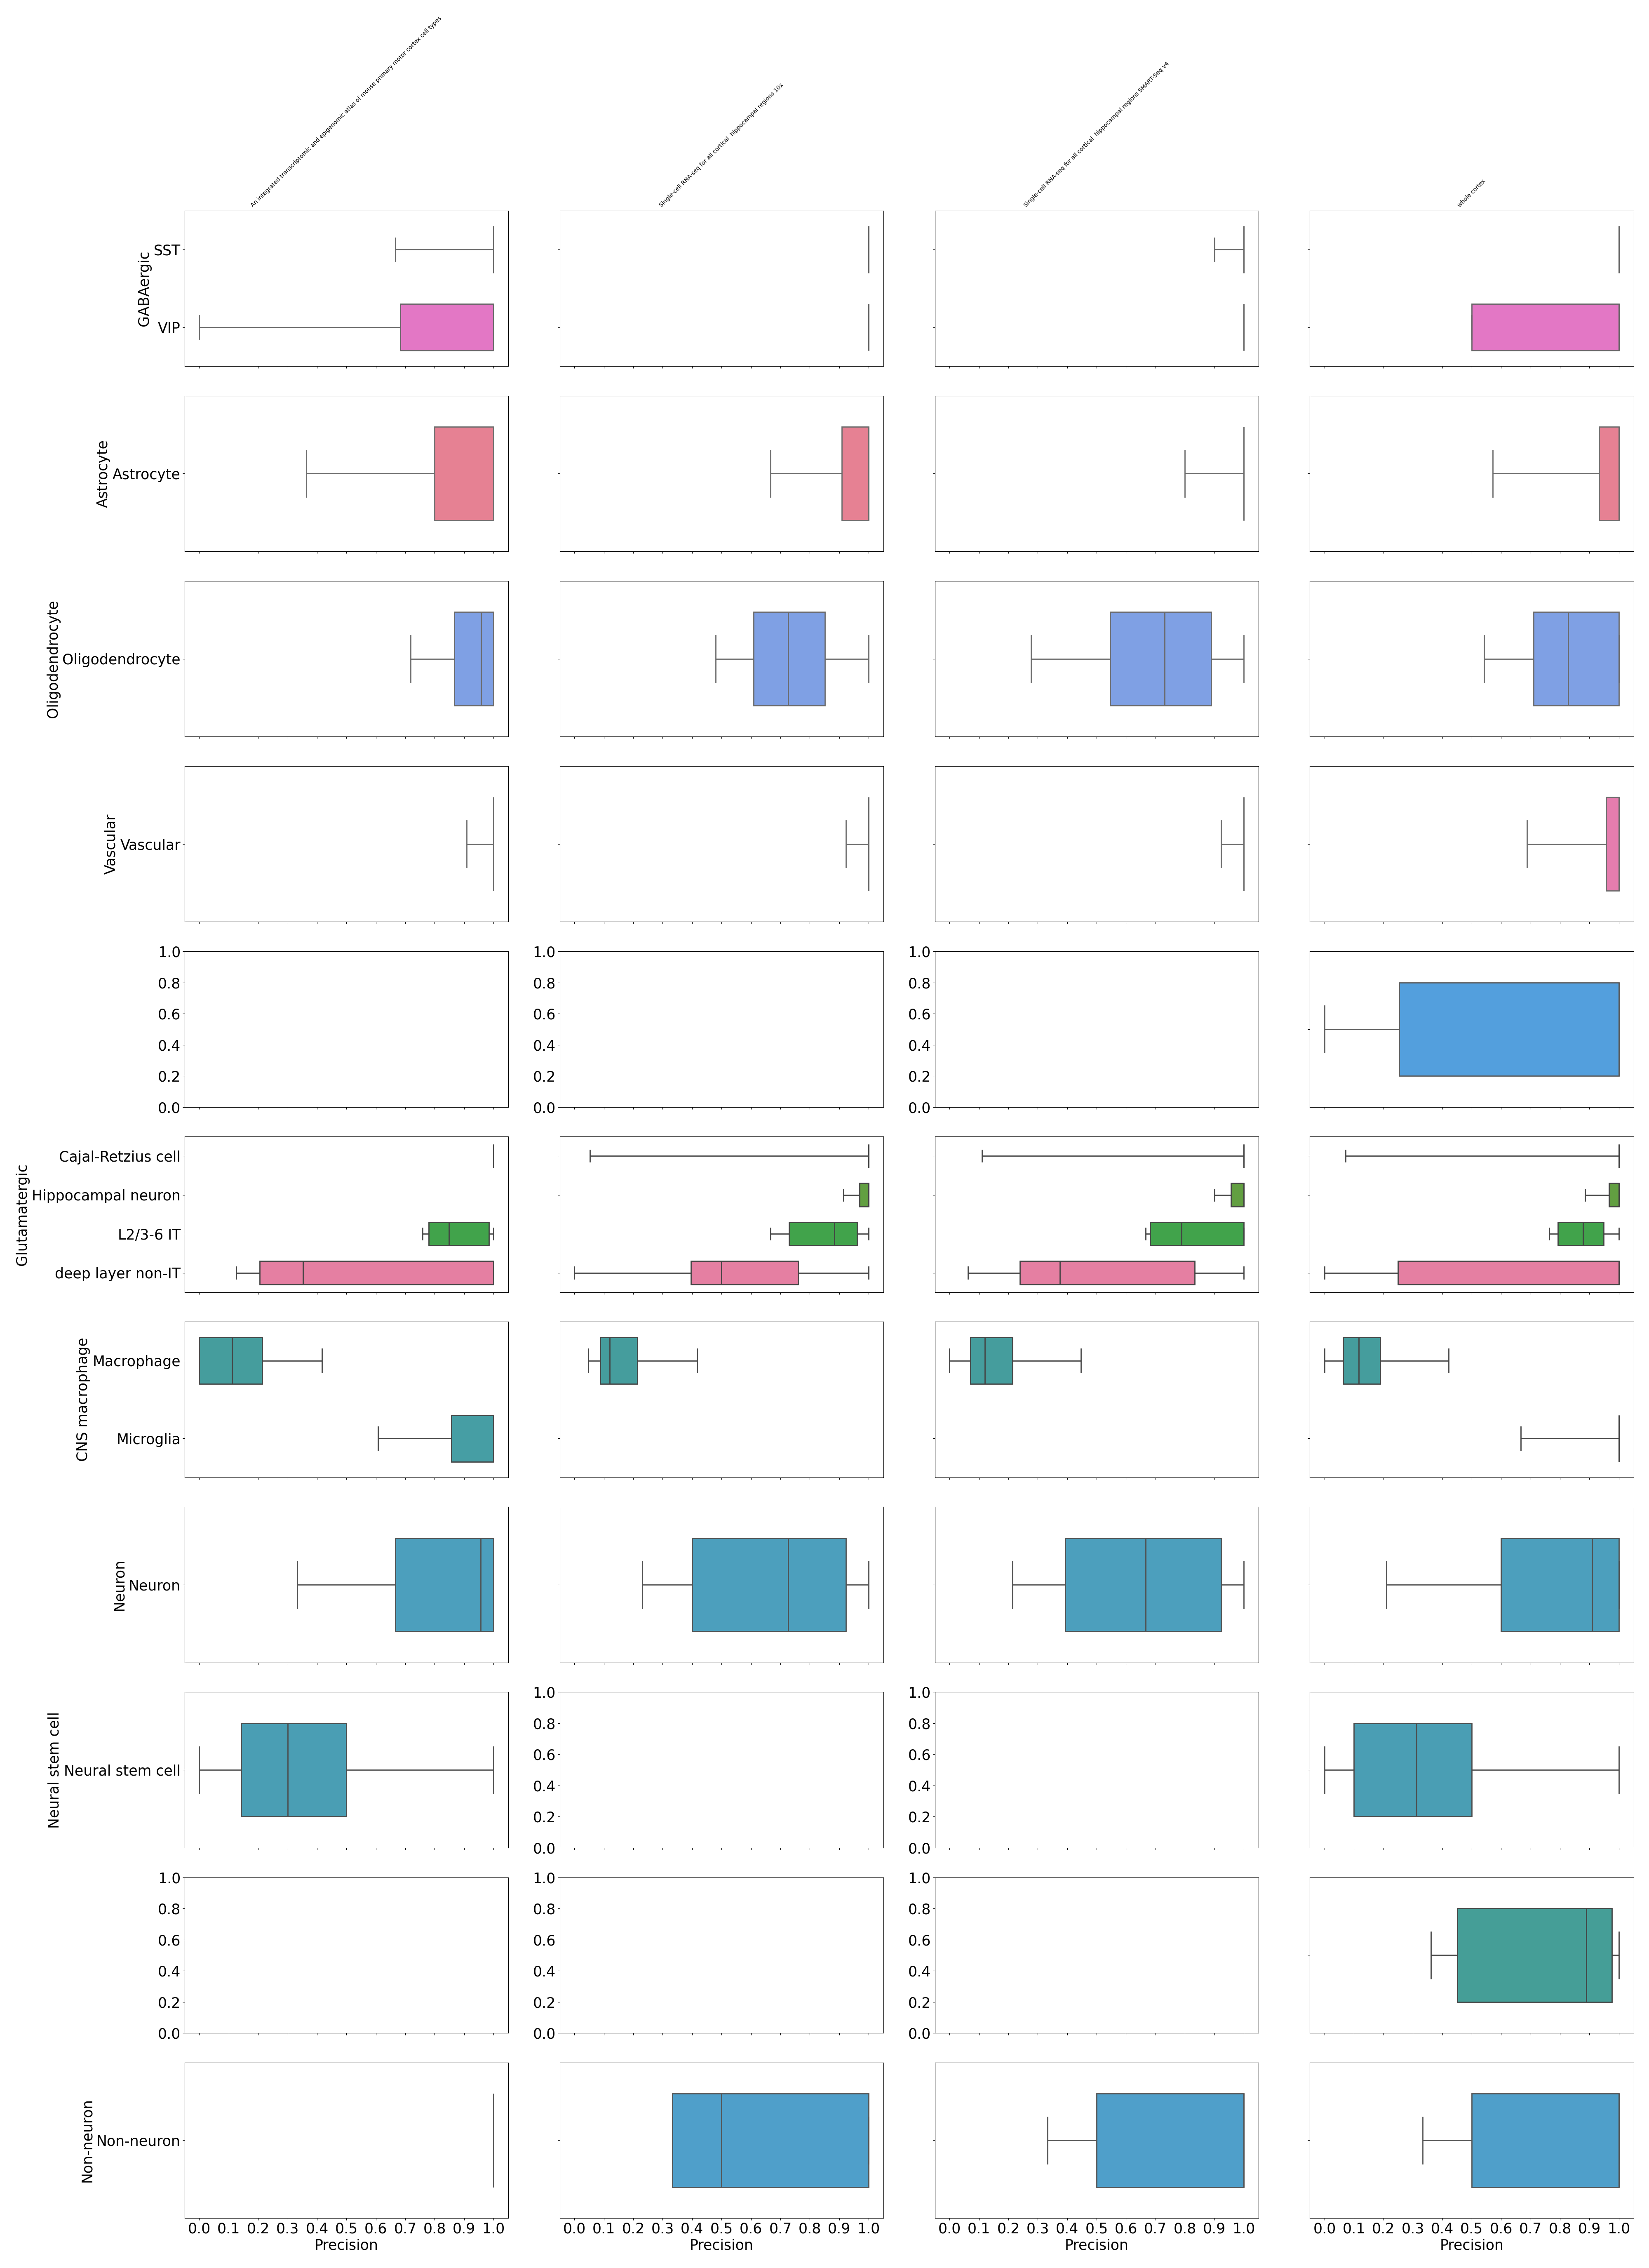 An integrated transcriptomic and epigenomic atlas of mouse primary motor cortex cell types
Single-cell RNA-seq for all cortical hippocampal regions 10x
Single-cell RNA-seq for all cortical hippocampal regions SMART-Seq v4
whole cortex
GABAergic
SST
VIP
Astrocyte
Astrocyte
Oligodendrocyte
Oligodendrocyte
Vascular
Vascular
1.0 1.0 1.0
0.8 0.8 0.8
0.6 0.6 0.6
0.4 0.4 0.4
0.2 0.2 0.2
0.0 0.0 0.0
Glutamatergic
Cajal-Retzius cell
Hippocampal neuron
L2/3-6 IT
deep layer non-IT
CNS macrophage
Macrophage
Microglia
Neuron
Neuron
Neural stem cell
Neural stem cell
1.0 1.0
0.8 0.8
0.6 0.6
0.4 0.4
0.2 0.2
0.0 0.0
1.0 1.0 1.0
0.8 0.8 0.8
0.6 0.6 0.6
0.4 0.4 0.4
0.2 0.2 0.2
0.0 0.0 0.0
Non-neuron
Non-neuron
0.0 0.1 0.2 0.3 0.4 0.5 0.6 0.7 0.8 0.9 1.0 0.0 0.1 0.2 0.3 0.4 0.5 0.6 0.7 0.8 0.9 1.0 0.0 0.1 0.2 0.3 0.4 0.5 0.6 0.7 0.8 0.9 1.0 0.0 0.1 0.2 0.3 0.4 0.5 0.6 0.7 0.8 0.9 1.0
Precision Precision Precision Precision